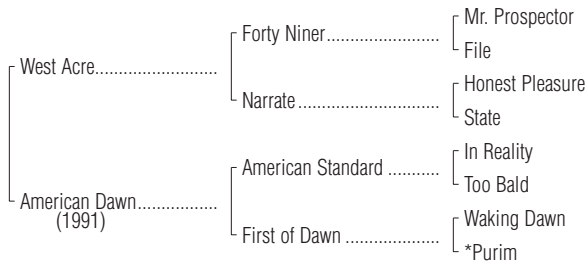 Mr. Prospector
Forty Niner........................
File
West Acre..........................
Honest Pleasure
Narrate..............................
State
In Reality
American Standard ...........
Too Bald
American Dawn.................
(1991)
Waking Dawn
First of Dawn ....................
*Purim